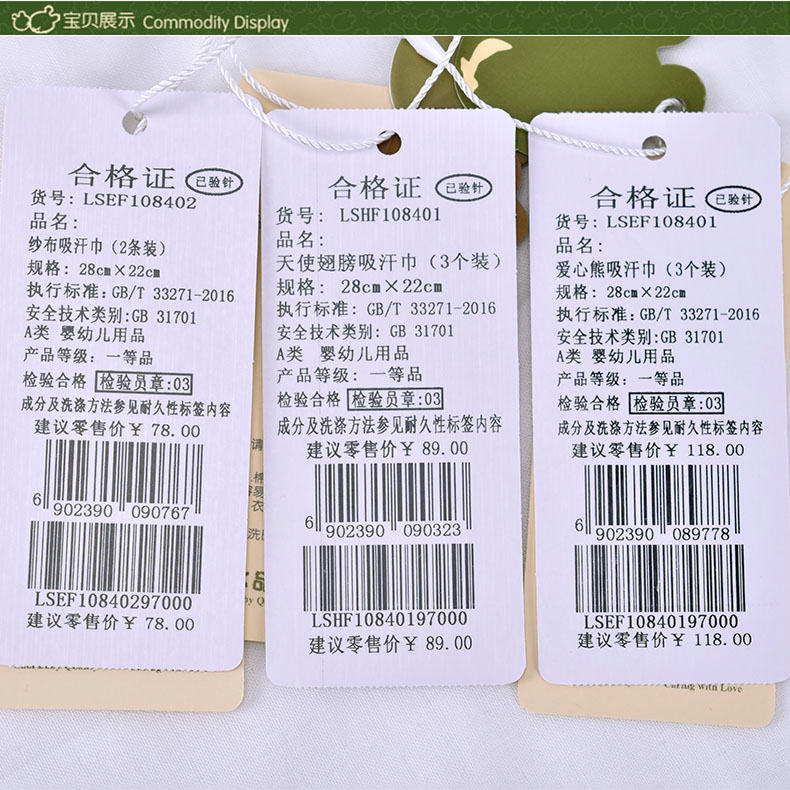 宝贝展示 Commodity Display
合格证 已验针
货号: LSEF108402
品名:
纱布吸汗巾 (2条装)
规格: 28cm×22cm
执行标准: GB/T 33271-2016
安全技术类别:GB 31701
A类 婴幼儿用品
产品等级: 一等品
检验合格 检验员章:03
成分及洗涤方法参见耐久性标签内容
建议零售价¥ 78.00
6 902390 090767
LSEF10840297000
建议零售价¥ 78.00
合格证 已验针
货号: LSHF108401
品名:
天使翅膀吸汗巾 (3个装)
规格: 28cm×22cm
执行标准: GB/T 33271-2016
安全技术类别:GB 31701
A类 婴幼儿用品
产品等级: 一等品
检验合格 检验员章:03
成分及洗涤方法参见耐久性标签内容
建议零售价¥ 89.00
6 902390 090323
LSHF10840197000
建议零售价¥ 89.00
合格证 已验针
货号: LSEF108401
品名:
爱心熊吸汗巾 (3个装)
规格: 28cm×22cm
执行标准: GB/T 33271-2016
安全技术类别:GB 31701
A类 婴幼儿用品
产品等级: 一等品
检验合格 检验员章:03
成分及洗涤方法参见耐久性标签内容
建议零售价¥ 118.00
6 902390 089778
LSEF10840197000
建议零售价¥ 118.00
with Love